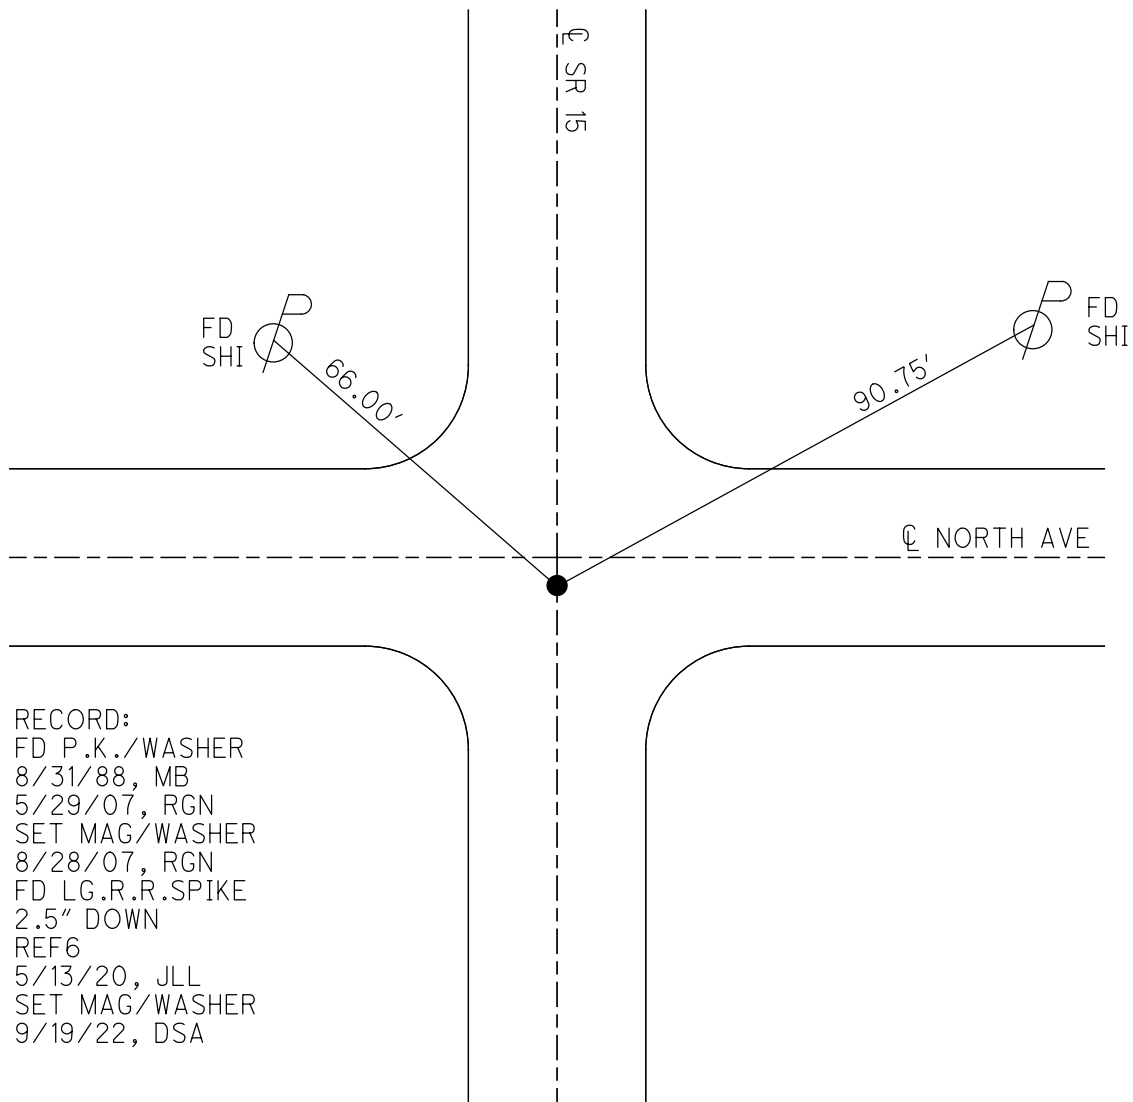 ℄ SR 15
FD
SHI
66.00'
90.75'
FD
SHI
℄ NORTH AVE
RECORD:
FD P.K./WASHER
8/31/88, MB
5/29/07, RGN
SET MAG/WASHER
8/28/07, RGN
FD LG.R.R.SPIKE
2.5" DOWN
REF6
5/13/20, JLL
SET MAG/WASHER
9/19/22, DSA